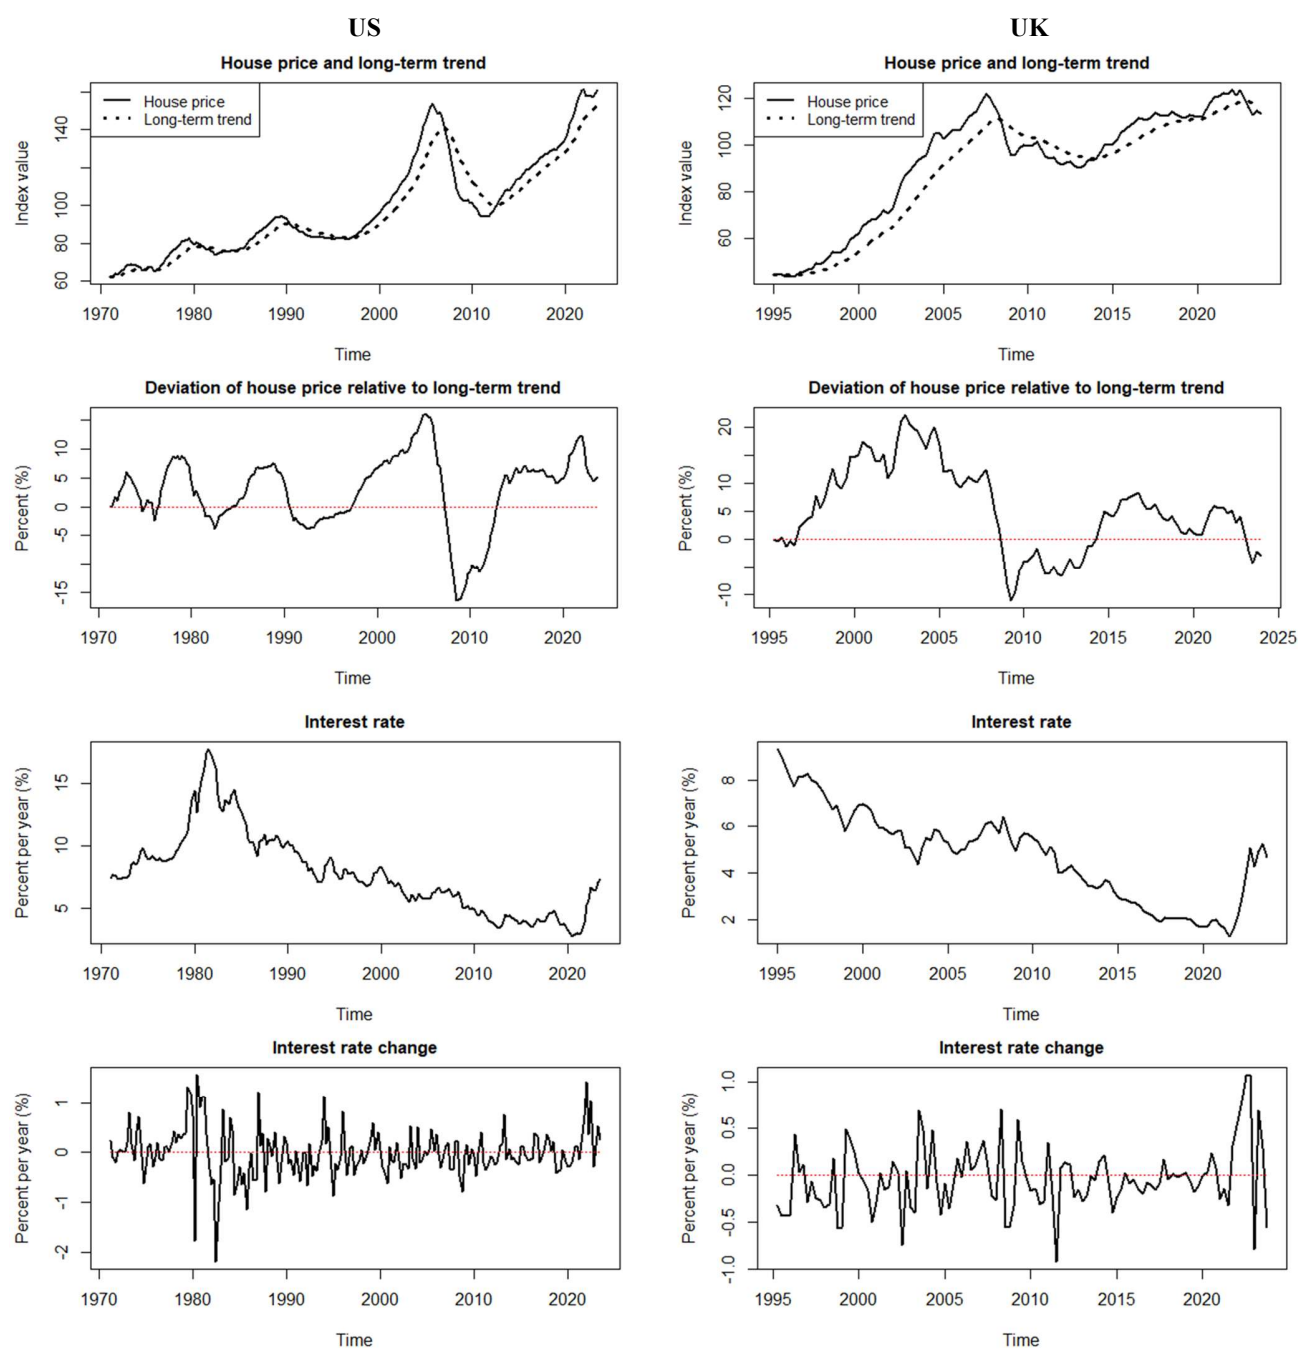 US
UK
House price and long-term trend
House price
Long-term trend
Index value
60
80
100
140
1970
1980
1990
2000
2010
2020
Time
House price and long-term trend
House price
Long-term trend
Index value
60
80
100
120
1995
2000
2005
2010
2015
2020
Time
Deviation of house price relative to long-term trend
Percent (%)
-15
-5
0
5
10
1970
1980
1990
2000
2010
2020
Time
Deviation of house price relative to long-term trend
Percent (%)
-10
0
5
10
20
1995
2000
2005
2010
2015
2020
2025
Time
Interest rate
Percent per year (%)
5
10
15
1970
1980
1990
2000
2010
2020
Time
Interest rate
Percent per year (%)
2
4
6
8
1995
2000
2005
2010
2015
2020
Time
Interest rate change
Percent per year (%)
-2
-1
0
1
1970
1980
1990
2000
2010
2020
Time
Interest rate change
Percent per year (%)
-1.0
-0.5
0.0
0.5
1.0
1995
2000
2005
2010
2015
2020
Time